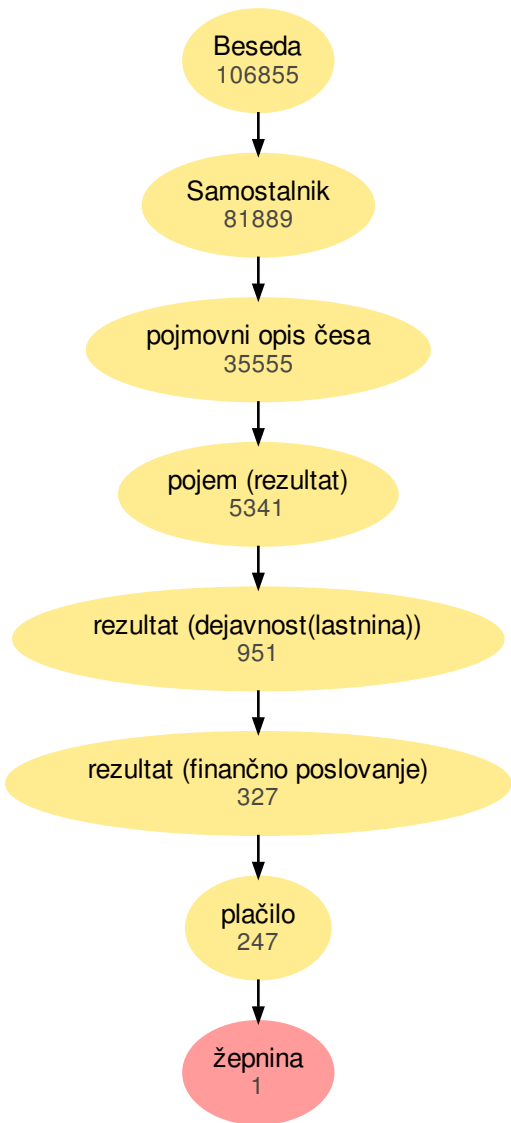 Beseda
106855
Samostalnik
81889
pojmovni opis česa
35555
pojem (rezultat)
5341
rezultat (dejavnost(lastnina))
951
rezultat (finančno poslovanje)
327
plačilo
247
žepnina
1